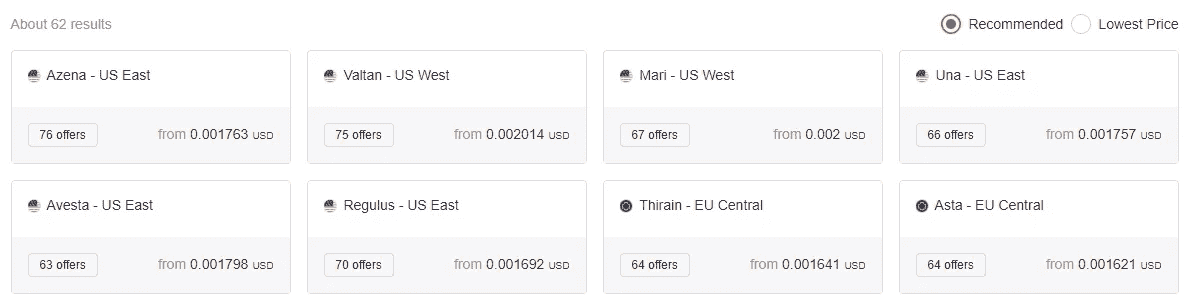 About 62 results
Recommended
Lowest Price
Azena - US East
76 offers
from 0.001763 USD
Valtan - US West
75 offers
from 0.002014 USD
Mari - US West
67 offers
from 0.002 USD
Una - US East
66 offers
from 0.001757 USD
Avesta - US East
63 offers
from 0.001798 USD
Regulus - US East
70 offers
from 0.001692 USD
Thirain - EU Central
64 offers
from 0.001641 USD
Asta - EU Central
64 offers
from 0.001621 USD